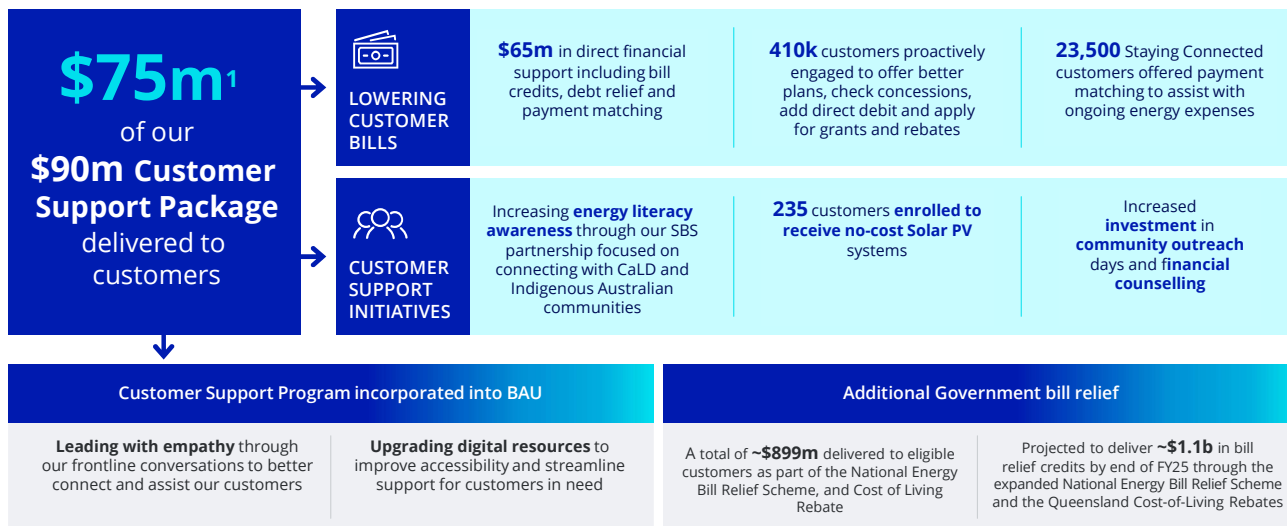 $75m1
of our
$90m Customer
Support Package
delivered to
customers
LOWERING
CUSTOMER
BILLS
$65m in direct financial
support including bill
credits, debt relief and
payment matching
410k customers proactively
engaged to offer better
plans, check concessions,
add direct debit and apply
for grants and rebates
23,500 Staying Connected
customers offered payment
matching to assist with
ongoing energy expenses
CUSTOMER
SUPPORT
INITIATIVES
Increasing energy literacy
awareness through our SBS
partnership focused on
connecting with CaLD and
Indigenous Australian
communities
235 customers enrolled to
receive no-cost Solar PV
systems
Increased
investment in
community outreach
days and financial
counselling
Customer Support Program incorporated into BAU
Leading with empathy through
our frontline conversations to better
connect and assist our customers
Upgrading digital resources to
improve accessibility and streamline
support for customers in need
Additional Government bill relief
A total of ~$899m delivered to eligible
customers as part of the National Energy
Bill Relief Scheme, and Cost of Living
Rebate
Projected to deliver ~$1.1b in bill
relief credits by end of FY25 through the
expanded National Energy Bill Relief Scheme
and the Queensland Cost-of-Living Rebates